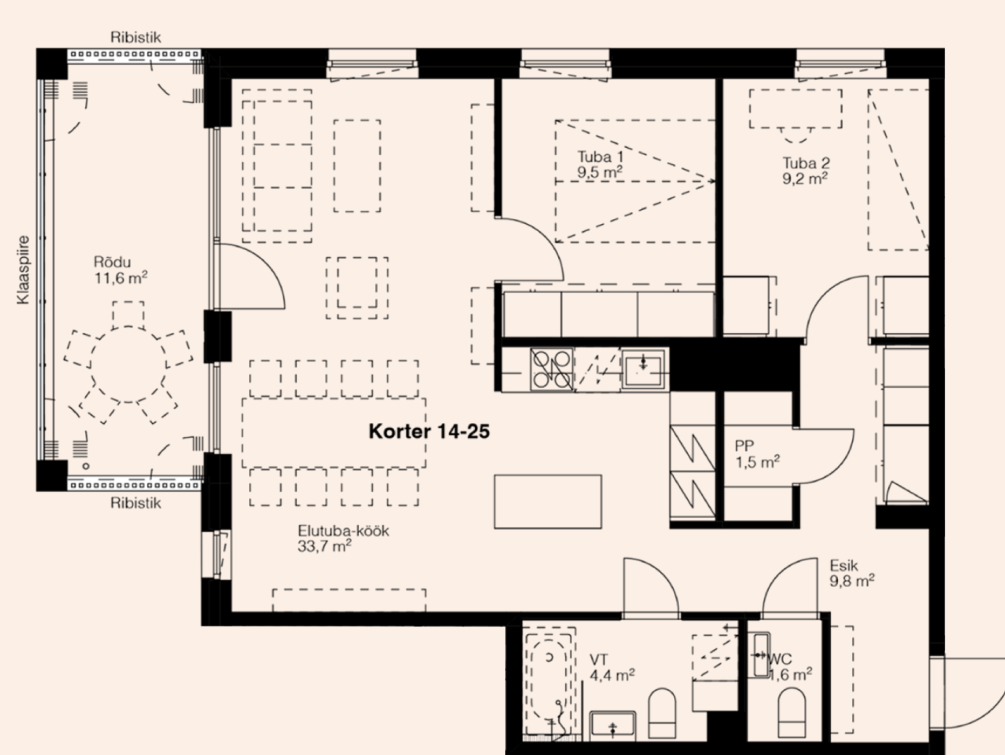 Ribistik
Klaaspiire
Rõdu
11,6 m²
Tuba 1
9,5 m²
Tuba 2
9,2 m²
Korter 14-25
PP
1,5 m²
Ribistik
Elutuba-köök
33,7 m²
Esik
9,8 m²
VT
4,4 m²
WC
1,6 m²